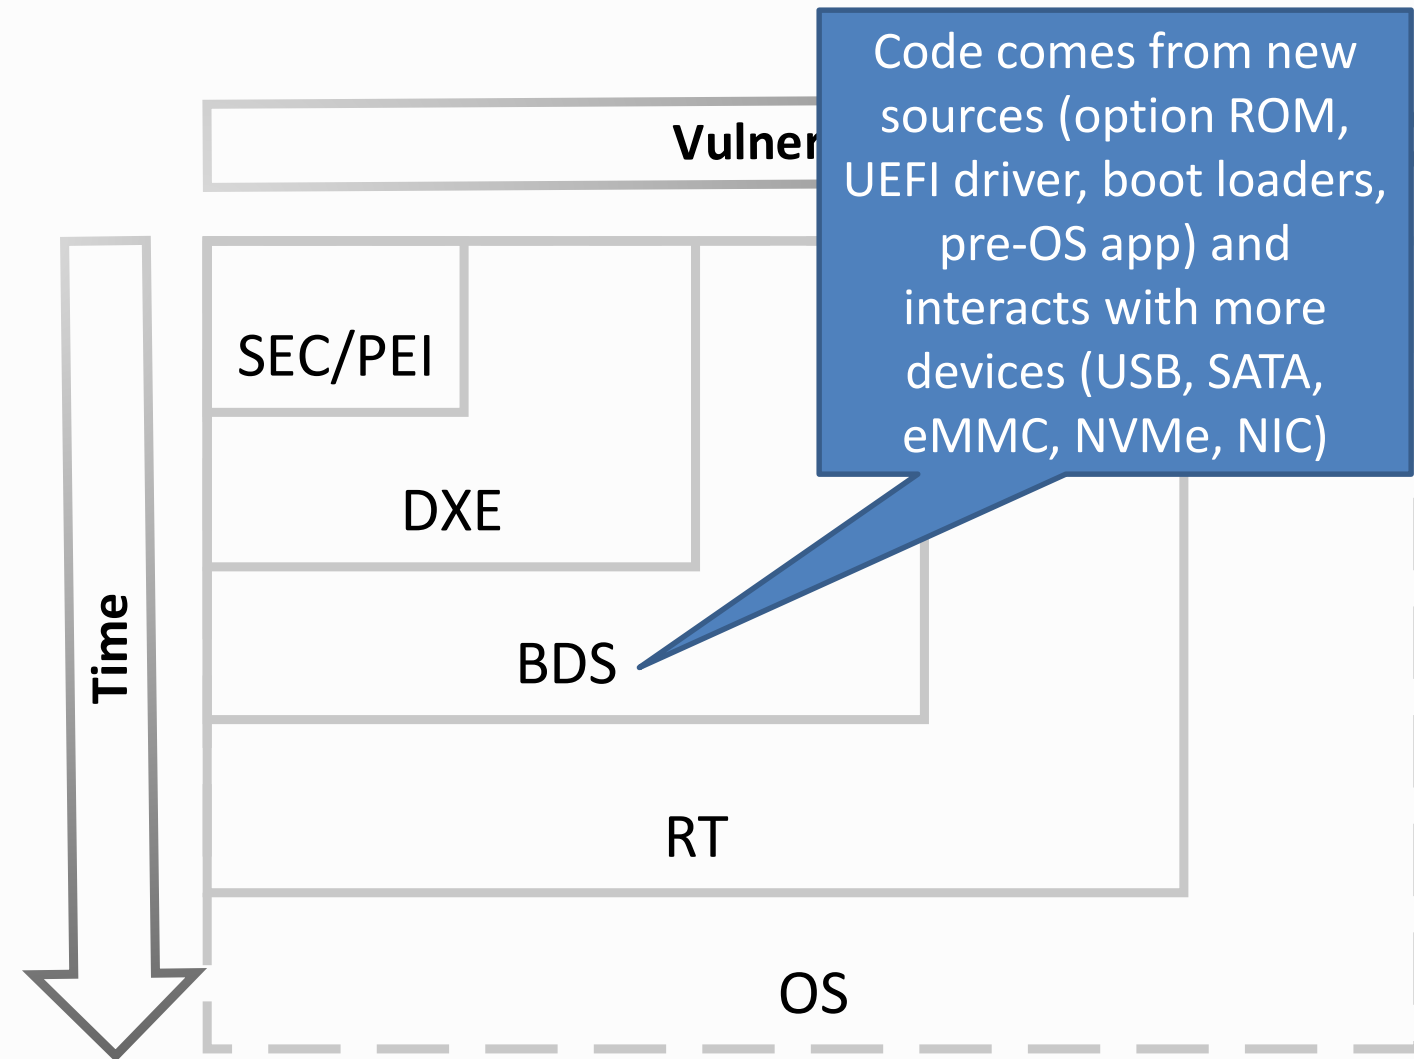 Code comes from new
sources (option ROM,
UEFI driver, boot loaders,
pre-OS app) and
interacts with more
devices (USB, SATA,
eMMC, NVMe, NIC)
Vulner
SEC/PEI
DXE
BDS
RT
OS
Time